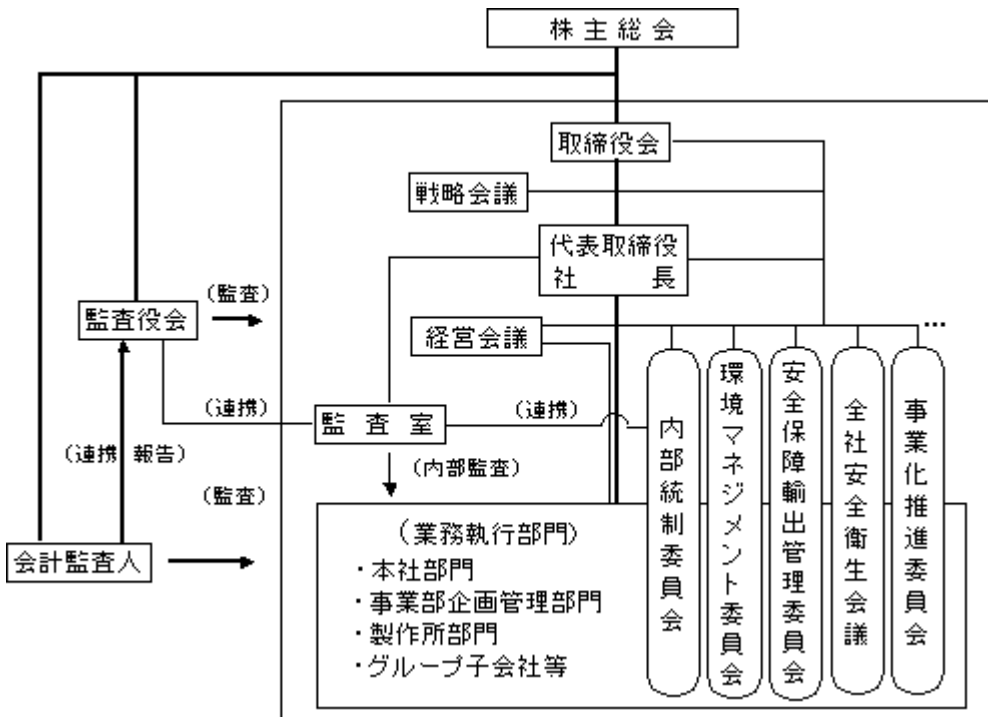 株主総会
取締役会
戦略会議
代表取締役
社長
監査役会
(監査)
経営会議
…
(連携)
監査室
(連携)
(連携 報告)
(内部監査)
(監査)
会計監査人
(業務執行部門)
・本社部門
・事業部企画管理部門
・製作所部門
・グループ子会社等
内部統制委員会
環境マネジメント委員会
安全保障輸出管理委員会
全社安全衛生会議
事業化推進委員会